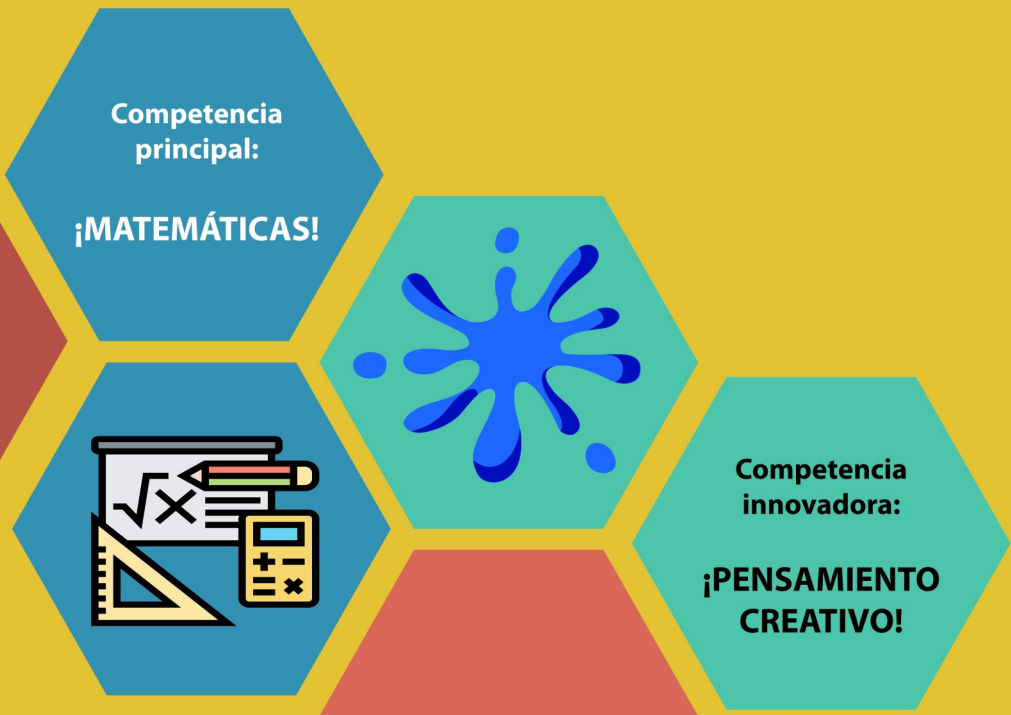 Competencia
principal:
¡MATEMÁTICAS!
√x
Competencia
innovadora:
¡PENSAMIENTO
CREATIVO!